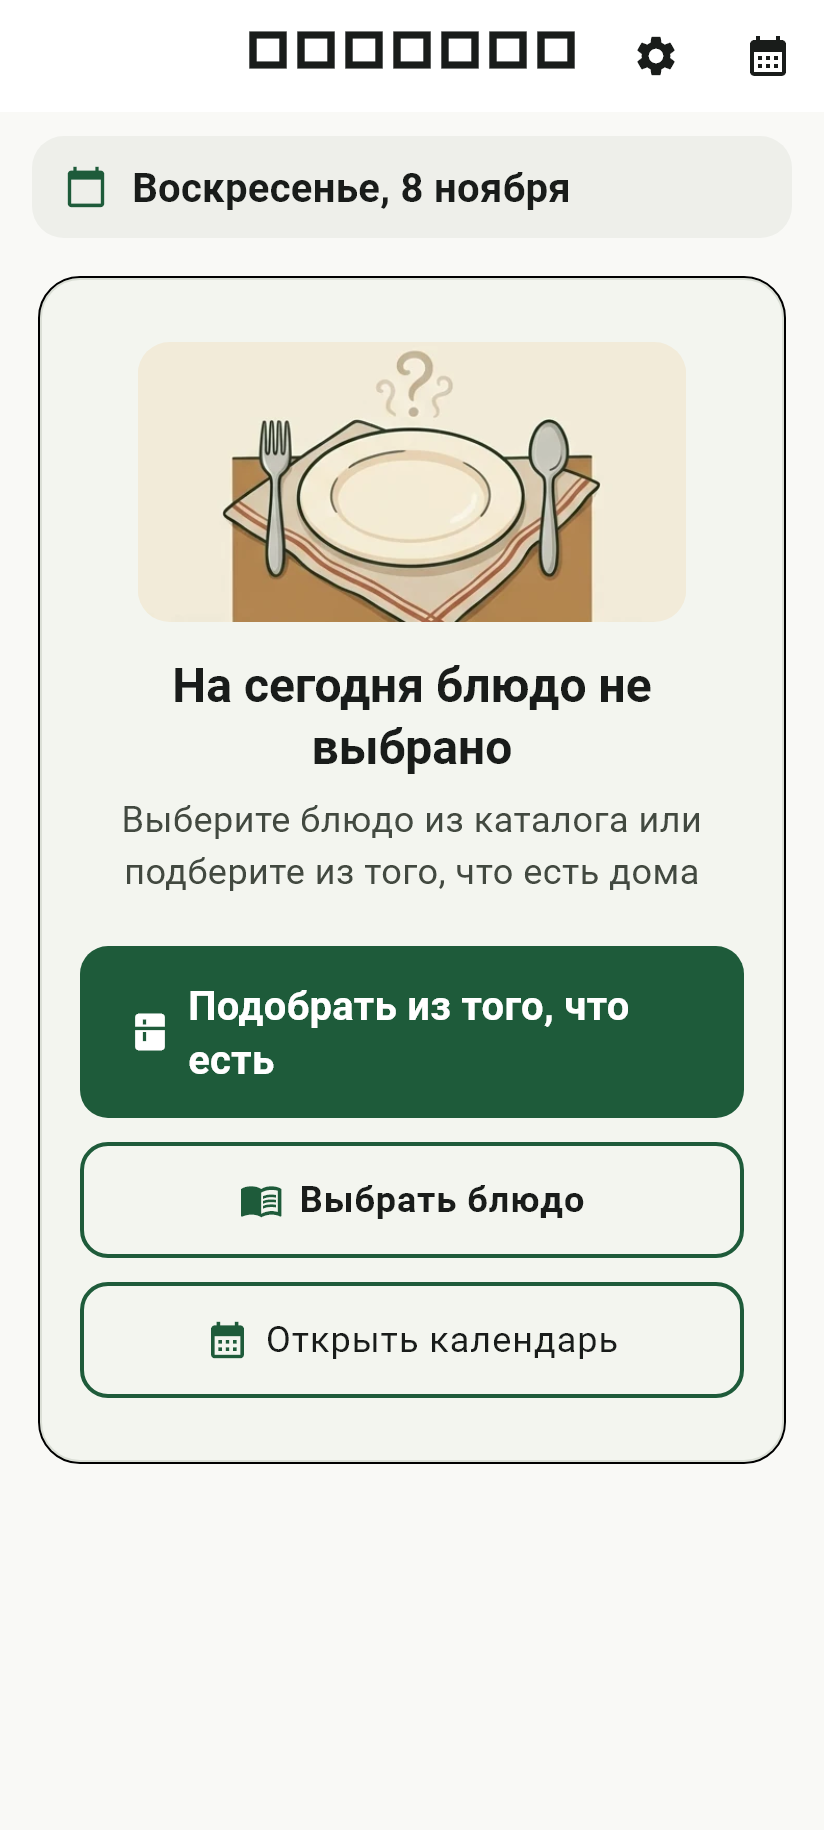 Воскресенье, 8 ноября
На сегодня блюдо не
выбрано
Выберите блюдо из каталога или
подберите из того, что есть дома
Подобрать из того, что
есть
Выбрать блюдо
Открыть календарь